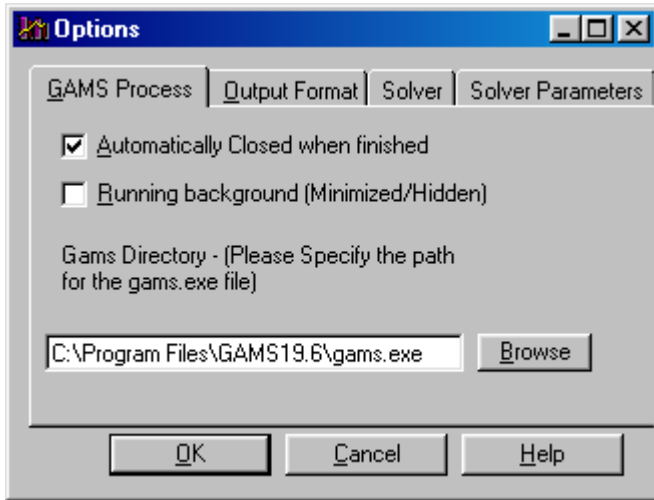 Options
GAMS Process Output Format Solver Solver Parameters
Automatically Closed when finished
Running background (Minimized/Hidden)
Gams Directory - (Please Specify the path
for the gams.exe file)
C:\Program Files\GAMS19.6\gams.exe Browse
OK Cancel Help